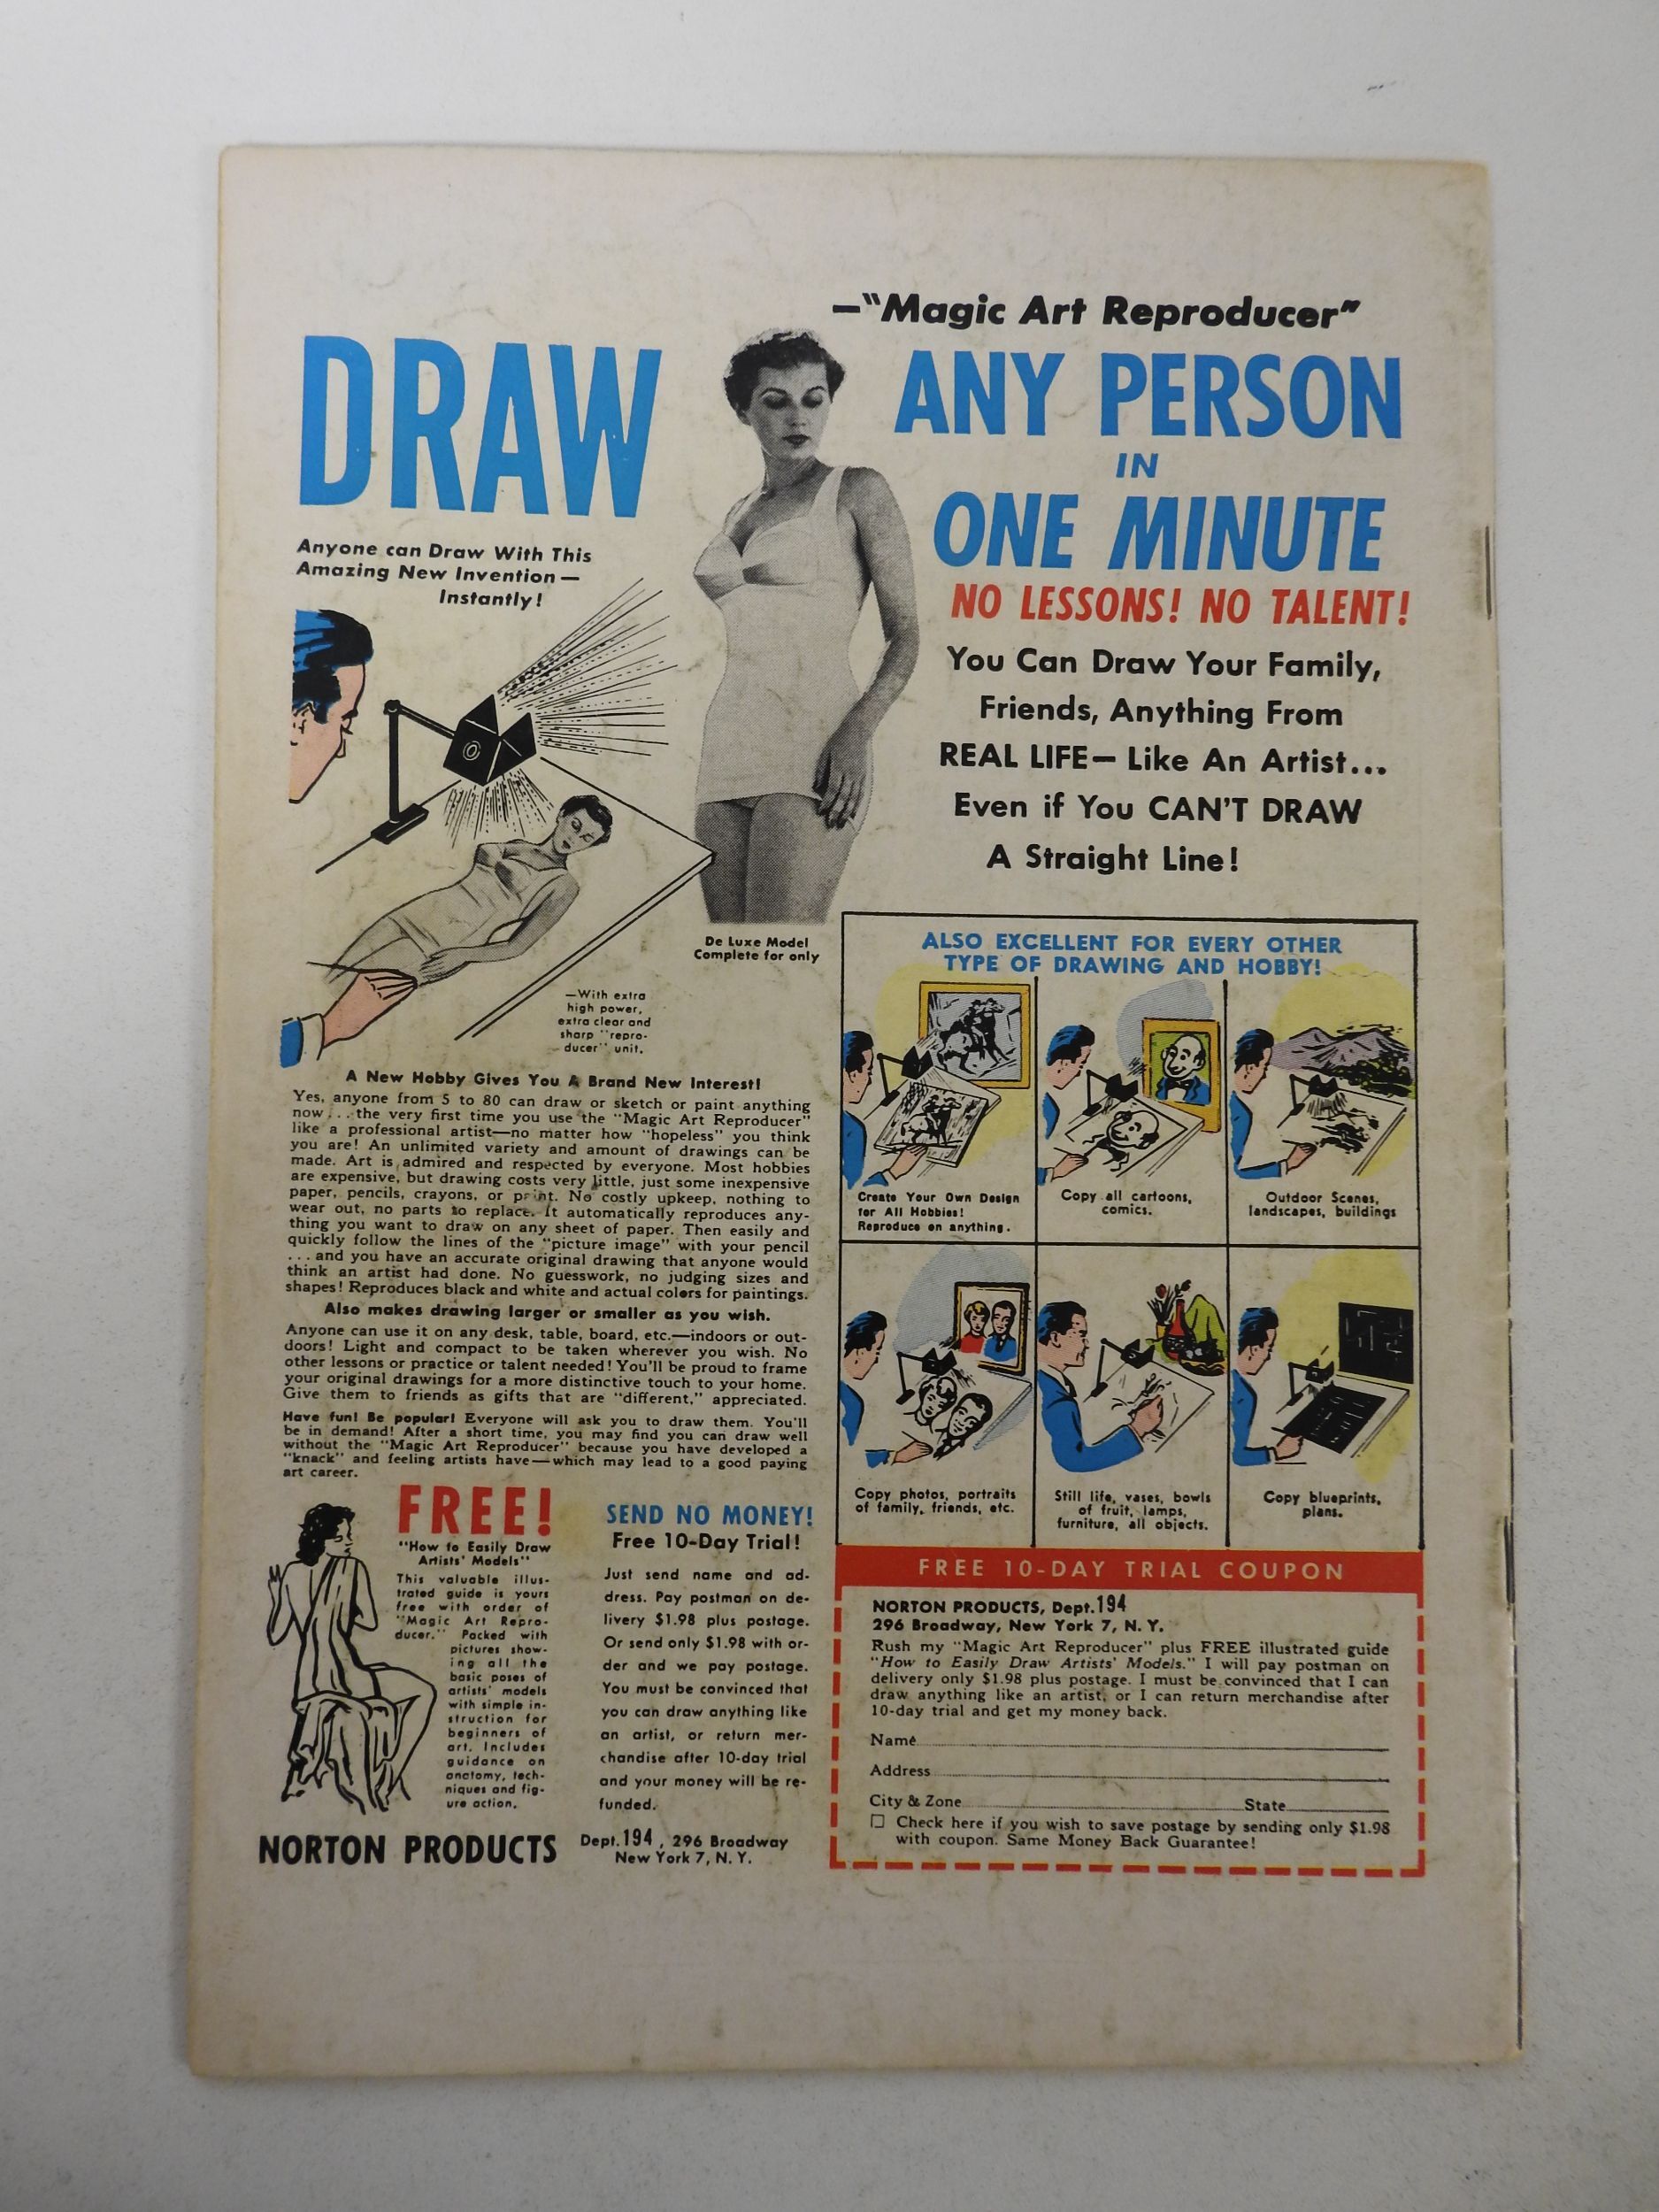 —"Magic Art Reproducer"
DRAW
ANY PERSON
IN
ONE MINUTE
NO LESSONS! NO TALENT!
You Can Draw Your Family,
Friends, Anything From
REAL LIFE— Like An Artist...
Even if You CAN'T DRAW
A Straight Line!
Anyone can Draw With This
Amazing New Invention—
Instantly!
De Luxe Model
Complete for only
—With extra
high power,
extra clear and
sharp "repro-
ducer" unit.
A New Hobby Gives You A Brand New Interest!
Yes, anyone from 5 to 80 can draw or sketch or paint anything
now...the very first time you use the "Magic Art Reproducer"
like a professional artist—no matter how "hopeless" you think
you are! An unlimited variety and amount of drawings can be
made. Art is admired and respected by everyone. Most hobbies
are expensive, but drawing costs very little, just some inexpensive
paper, pencils, crayons, or paint. No costly upkeep, nothing to
wear out, no parts to replace. It automatically reproduces any-
thing you want to draw on any sheet of paper. Then easily and
quickly follow the lines of the "picture image" with your pencil
...and you have an accurate original drawing that anyone would
think an artist had done. No guesswork, no judging sizes and
shapes! Reproduces black and white and actual colors for paintings.
Also makes drawing larger or smaller as you wish.
Anyone can use it on any desk, table, board, etc.—indoors or out-
doors! Light and compact to be taken wherever you wish. No
other lessons or practice or talent needed! You'll be proud to frame
your original drawings for a more distinctive touch to your home.
Give them to friends as gifts that are "different," appreciated.
Have fun! Be popular! Everyone will ask you to draw them. You'll
be in demand! After a short time, you may find you can draw well
without the "Magic Art Reproducer" because you have developed a
"knack" and feeling artists have—which may lead to a good paying
art career.
FREE!
"How to Easily Draw
Artists' Models"
This valuable illus-
trated guide is yours
free with order of
"Magic Art Repro-
ducer." Packed with
pictures show-
ing all the
basic poses of
artists' models
with simple in-
struction for
beginners of
art. Includes
guidance on
anatomy, tech-
niques and fig-
ure action.
SEND NO MONEY!
Free 10-Day Trial!
Just send name and ad-
dress. Pay postman on de-
livery $1.98 plus postage.
Or send only $1.98 with or-
der and we pay postage.
You must be convinced that
you can draw anything like
an artist, or return mer-
chandise after 10-day trial
and your money will be re-
funded.
NORTON PRODUCTS
Dept. 194, 296 Broadway
New York 7, N. Y.
ALSO EXCELLENT FOR EVERY OTHER
TYPE OF DRAWING AND HOBBY!
Create Your Own Design
for All Hobbies!
Reproduce on anything.
Copy all cartoons,
comics.
Outdoor Scenes,
landscapes, buildings
Copy photos, portraits
of family, friends, etc.
Still life, vases, bowls
of fruit, lamps,
furniture, all objects.
Copy blueprints,
plans.
FREE 10-DAY TRIAL COUPON
NORTON PRODUCTS, Dept. 194
296 Broadway, New York 7, N. Y.
Rush my "Magic Art Reproducer" plus FREE illustrated guide
"How to Easily Draw Artists' Models." I will pay postman on
delivery only $1.98 plus postage. I must be convinced that I can
draw anything like an artist, or I can return merchandise after
10-day trial and get my money back.
Name
Address
City & Zone State
Check here if you wish to save postage by sending only $1.98
with coupon. Same Money Back Guarantee!